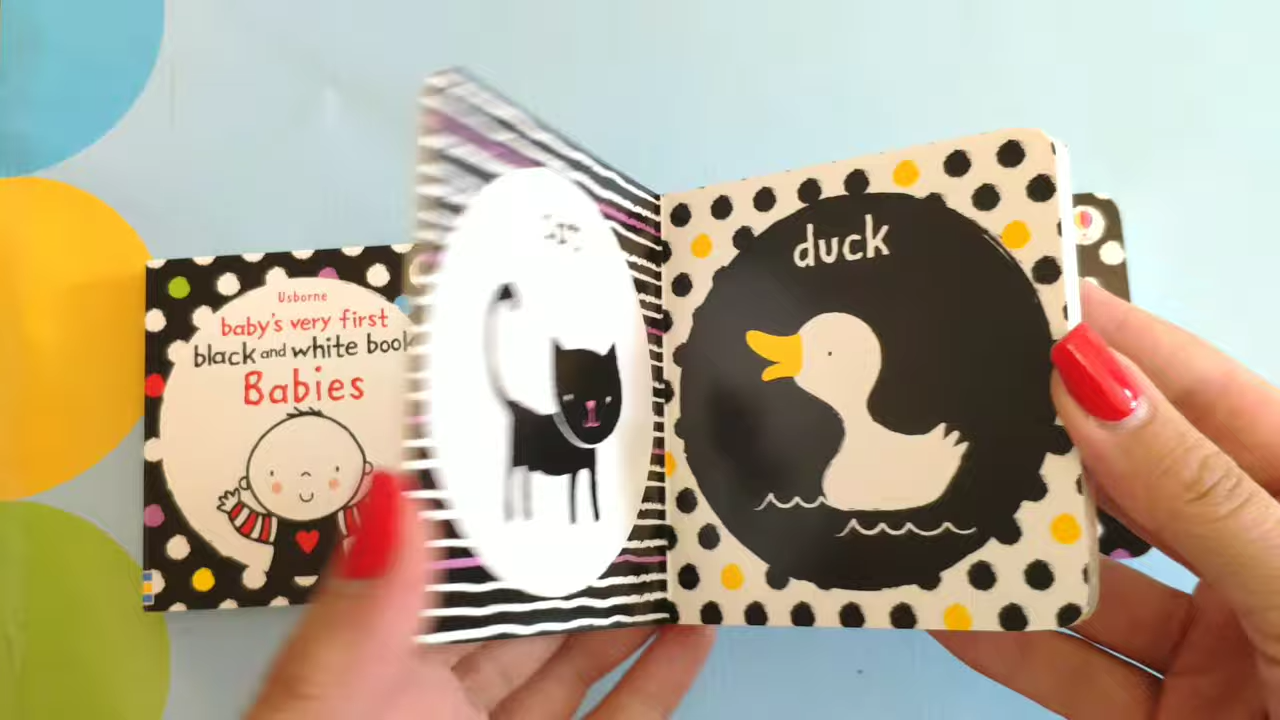 Usborne
baby's very first
black and white book
Babies
duck